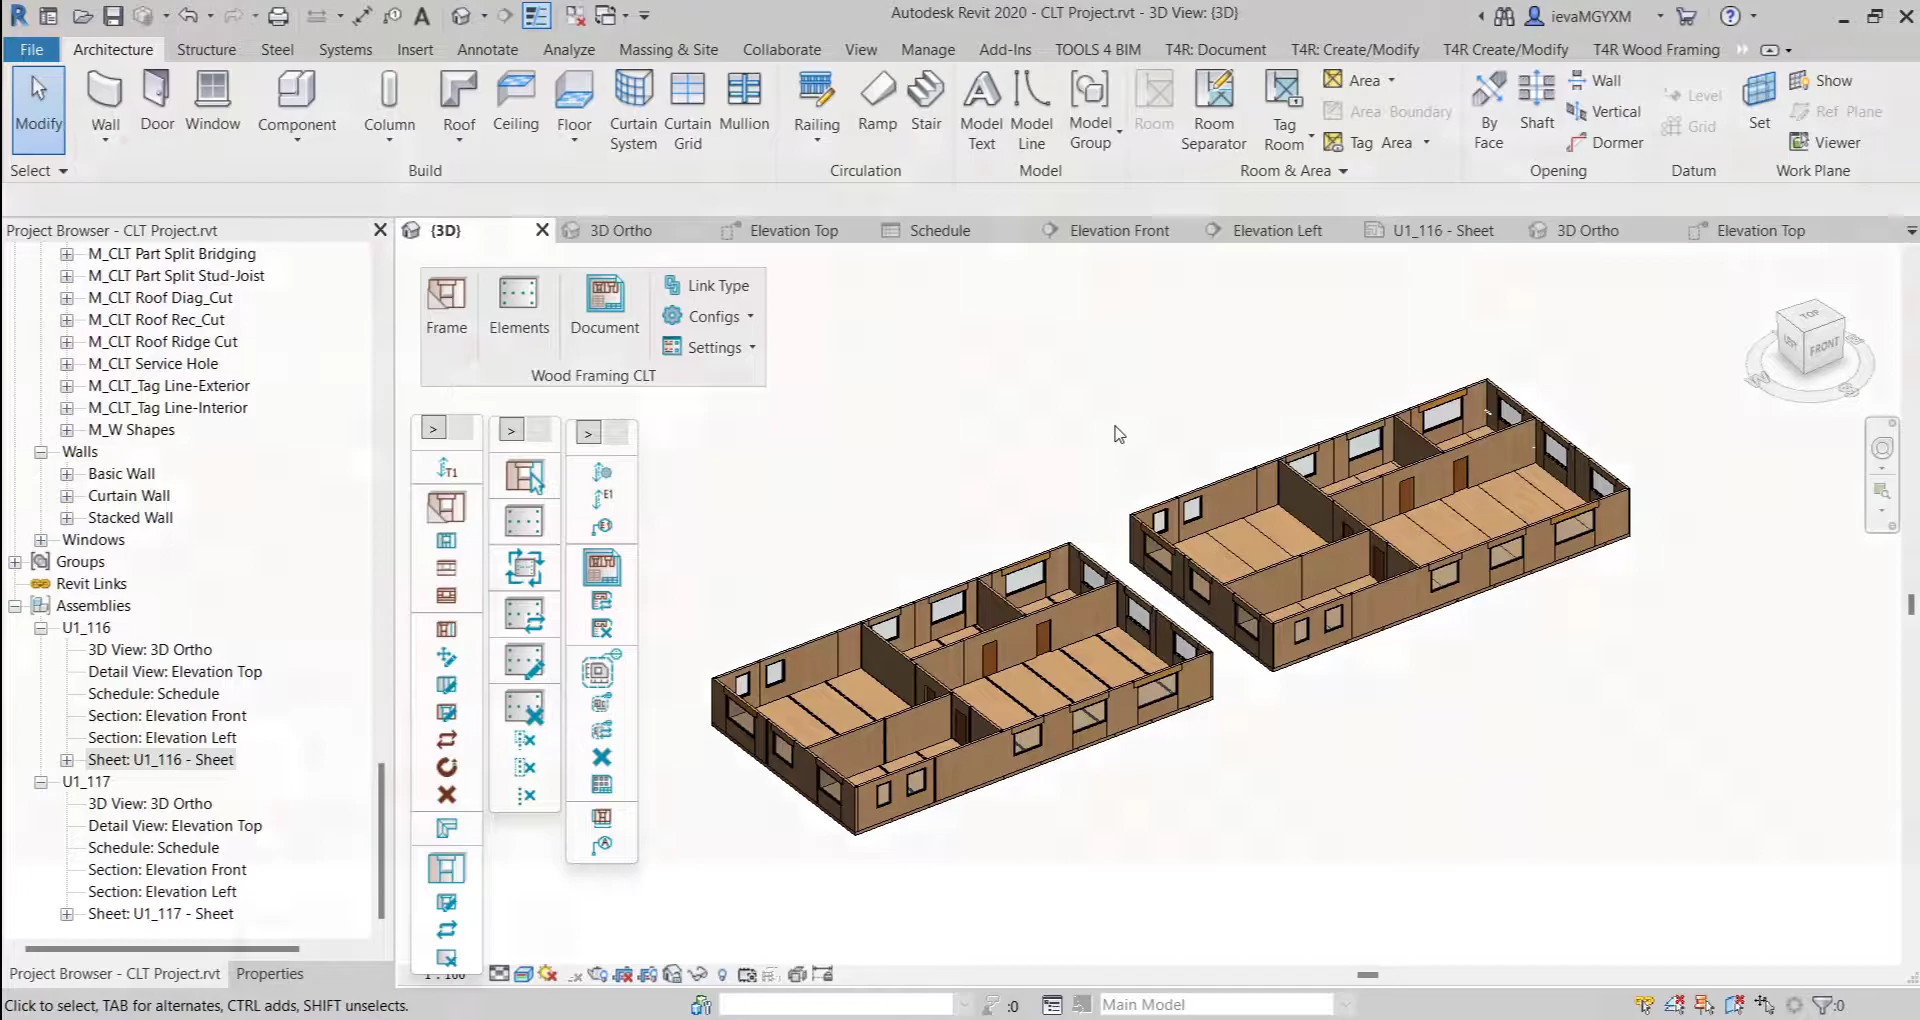 Autodesk Revit 2020 - CLT Project.rvt - 3D View: {3D}
ievaMGYXM
File Architecture Structure Steel Systems Insert Annotate Analyze Massing & Site Collaborate View Manage Add-Ins TOOLS 4 BIM T4R: Document T4R: Create/Modify T4R Create/Modify T4R Wood Framing
Modify Wall Door Window Component Column Roof Ceiling Floor Curtain System Curtain Grid Mullion Railing Ramp Stair Model Text Model Line Model Group Room Room Separator Tag Room
Area
Area Boundary
Tag Area
By Face Shaft
Wall
Vertical
Dormer
Level
Grid
Set
Show
Ref Plane
Viewer
Select Build Circulation Model Room & Area Opening Datum Work Plane
Project Browser - CLT Project.rvt
{3D} 3D Ortho Elevation Top Schedule Elevation Front Elevation Left U1_116 - Sheet 3D Ortho Elevation Top
M_CLT Part Split Bridging
M_CLT Part Split Stud-Joist
M_CLT Roof Diag_Cut
M_CLT Roof Rec_Cut
M_CLT Roof Ridge Cut
M_CLT Service Hole
M_CLT_Tag Line-Exterior
M_CLT_Tag Line-Interior
M_W Shapes
Walls
Basic Wall
Curtain Wall
Stacked Wall
Windows
Groups
Revit Links
Assemblies
U1_116
3D View: 3D Ortho
Detail View: Elevation Top
Schedule: Schedule
Section: Elevation Front
Section: Elevation Left
Sheet: U1_116 - Sheet
U1_117
3D View: 3D Ortho
Detail View: Elevation Top
Schedule: Schedule
Section: Elevation Front
Section: Elevation Left
Sheet: U1_117 - Sheet
Frame Elements Document
Link Type
Configs
Settings
Wood Framing CLT
T1
E1
TOP
FRONT
W
S
Project Browser - CLT Project.rvt Properties
1 : 100
Click to select, TAB for alternates, CTRL adds, SHIFT unselects.
:0
Main Model
:0